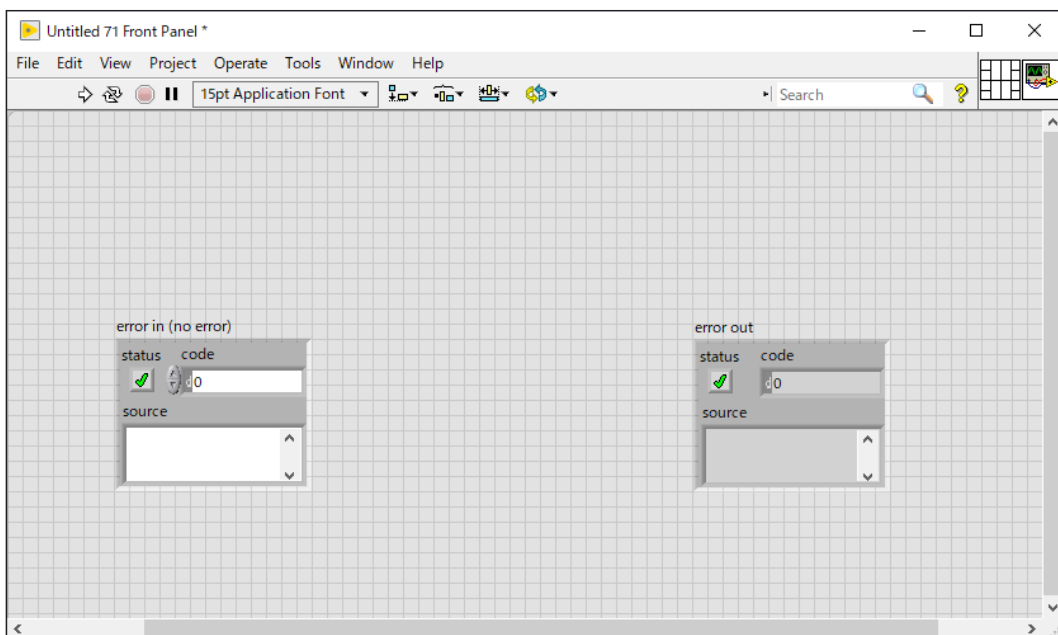 Untitled 71 Front Panel *
File Edit View Project Operate Tools Window Help
15pt Application Font
Search
error in (no error)
status code
d 0
source
error out
status code
d 0
source